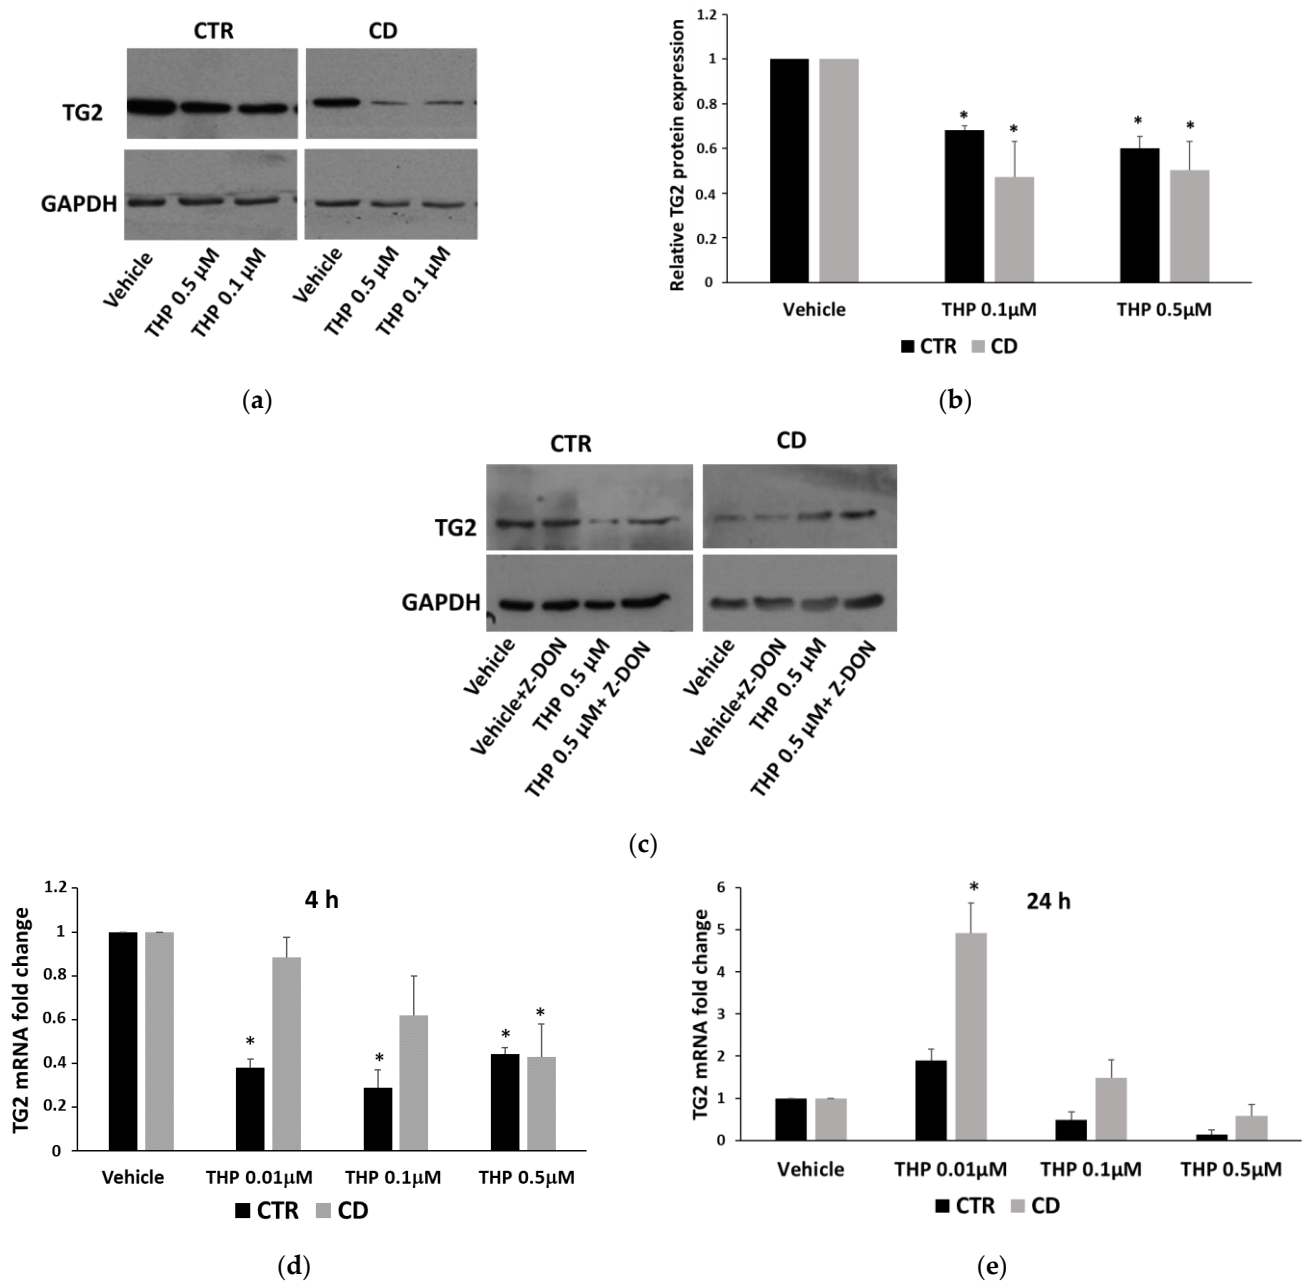 CTR
CD
TG2
GAPDH
Vehicle
THP 0.5 µM
THP 0.1 µM
Vehicle
THP 0.5 µM
THP 0.1 µM
(a)
Relative TG2 protein expression
1.2
1
0.8
0.6
0.4
0.2
0
*
*
*
*
Vehicle
THP 0.1µM
THP 0.5µM
CTR
CD
(b)
CTR
CD
TG2
GAPDH
Vehicle
Vehicle+Z-DON
THP 0.5 µM
THP 0.5 µM+ Z-DON
Vehicle
Vehicle+Z-DON
THP 0.5 µM
THP 0.5 µM+ Z-DON
(c)
TG2 mRNA fold change
4 h
1.2
1
0.8
0.6
0.4
0.2
0
*
*
*
*
Vehicle
THP 0.01µM
THP 0.1µM
THP 0.5µM
CTR
CD
(d)
TG2 mRNA fold change
24 h
6
5
4
3
2
1
0
*
Vehicle
THP 0.01µM
THP 0.1µM
THP 0.5µM
CTR
CD
(e)